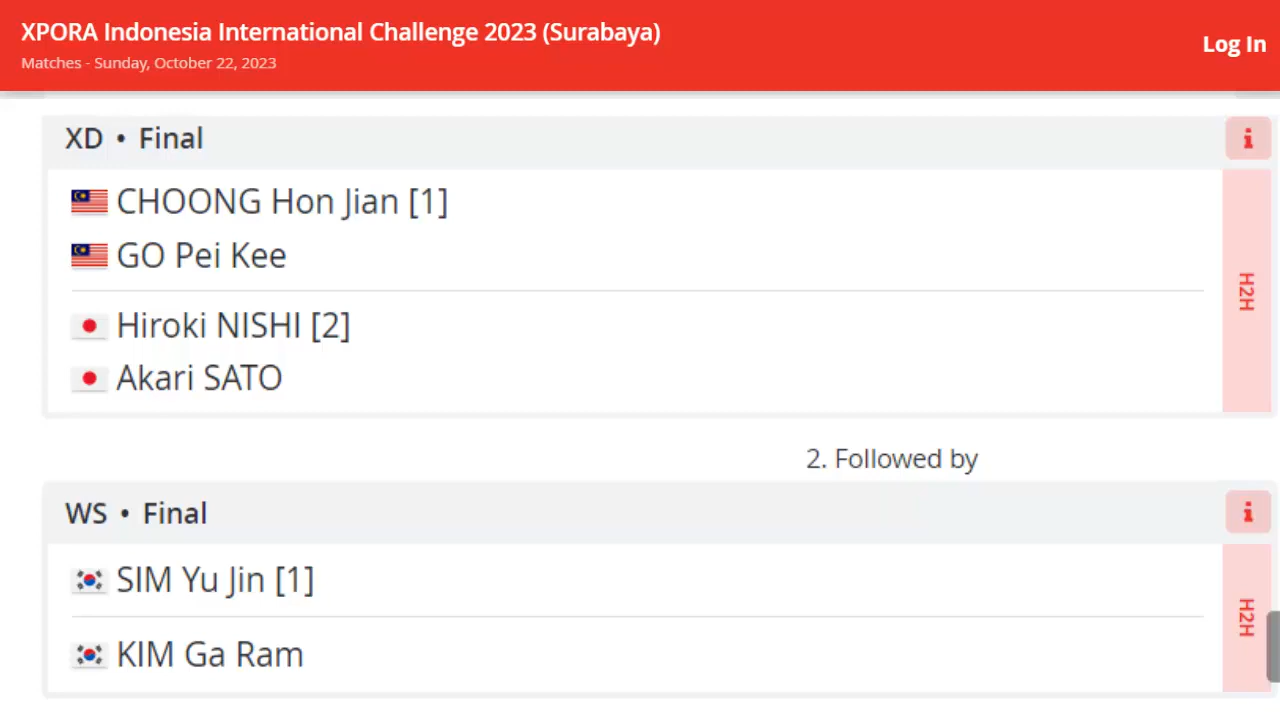 XPORA Indonesia International Challenge 2023 (Surabaya)
Matches - Sunday, October 22, 2023
Log In
XD • Final
i
CHOONG Hon Jian [1]
GO Pei Kee
Hiroki NISHI [2]
Akari SATO
H2H
2. Followed by
WS • Final
i
SIM Yu Jin [1]
KIM Ga Ram
H2H